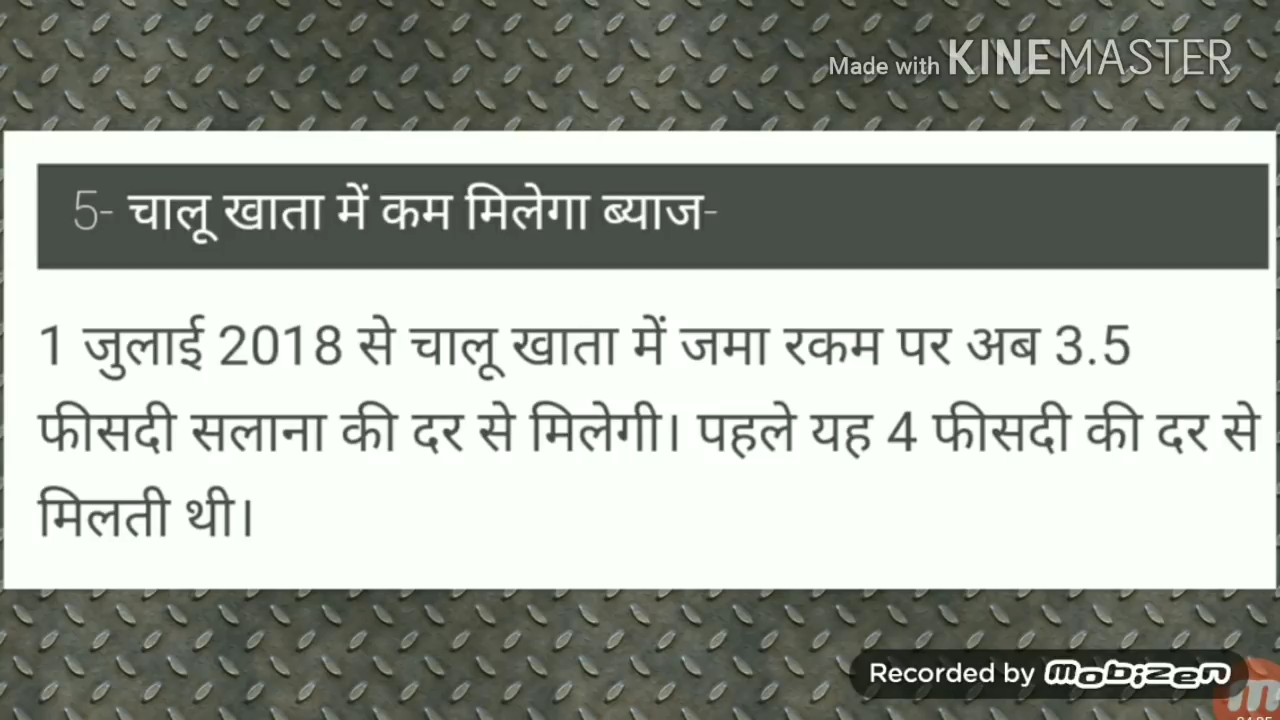 Made with KINEMASTER
5- चालू खाता में कम मिलेगा ब्याज-
1 जुलाई 2018 से चालू खाता में जमा रकम पर अब 3.5
फीसदी सलाना की दर से मिलेगी। पहले यह 4 फीसदी की दर से
मिलती थी।
Recorded by mobizen